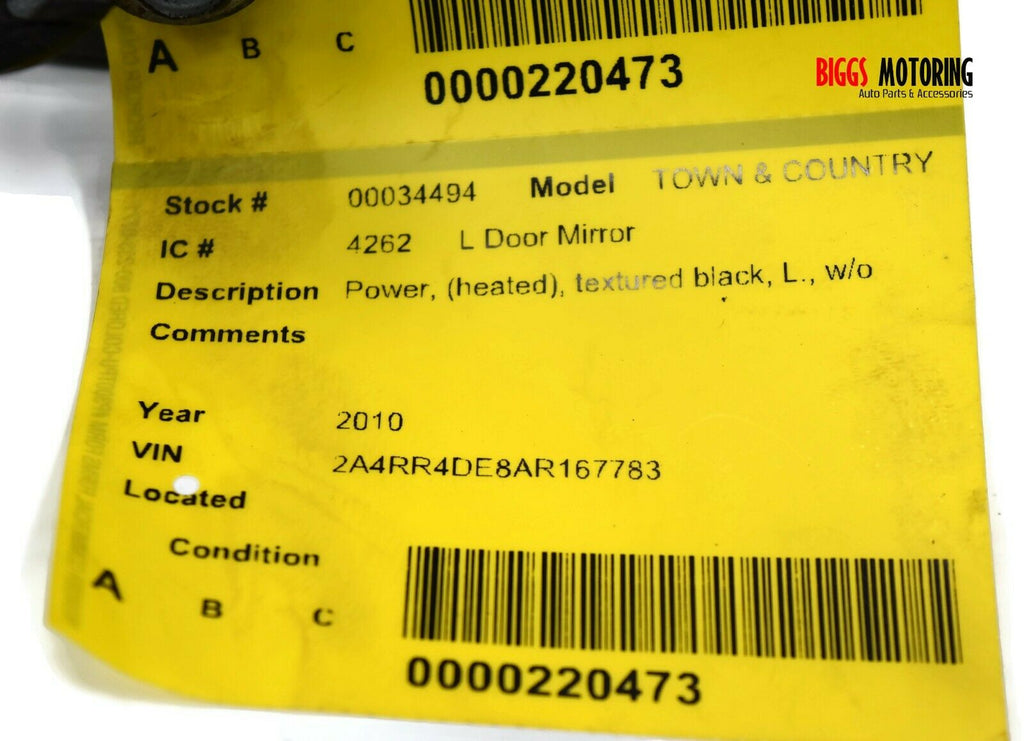 A B C
0000220473
BIGGS MOTORING
Auto Parts & Accessories
Stock # 00034494 Model TOWN & COUNTRY
IC # 4262 L Door Mirror
Description Power, (heated), textured black, L., w/o
Comments
Year 2010
VIN 2A4RR4DE8AR167783
Located
Condition
A B C
0000220473